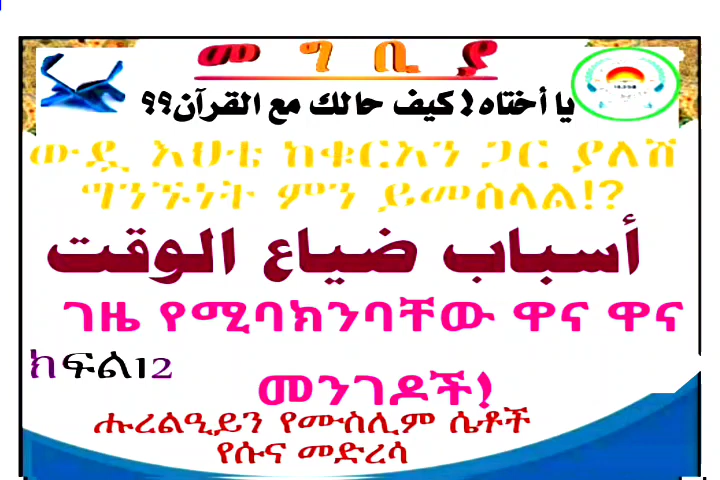 መ ግ ቢ ያ
يا أختاه! كيف حالك مع القرآن؟؟
ውዷ እህቴ ከቁርአን ጋር ያለሽ
ግንኙነት ምን ይመስላል!?
أسباب ضياع الوقت
ገዜ የሚባክንባቸው ዋና ዋና
ክፍል12
መንገዶች!
ሑረልዒይን የሙስሊም ሴቶች
የሱና መድረሳ